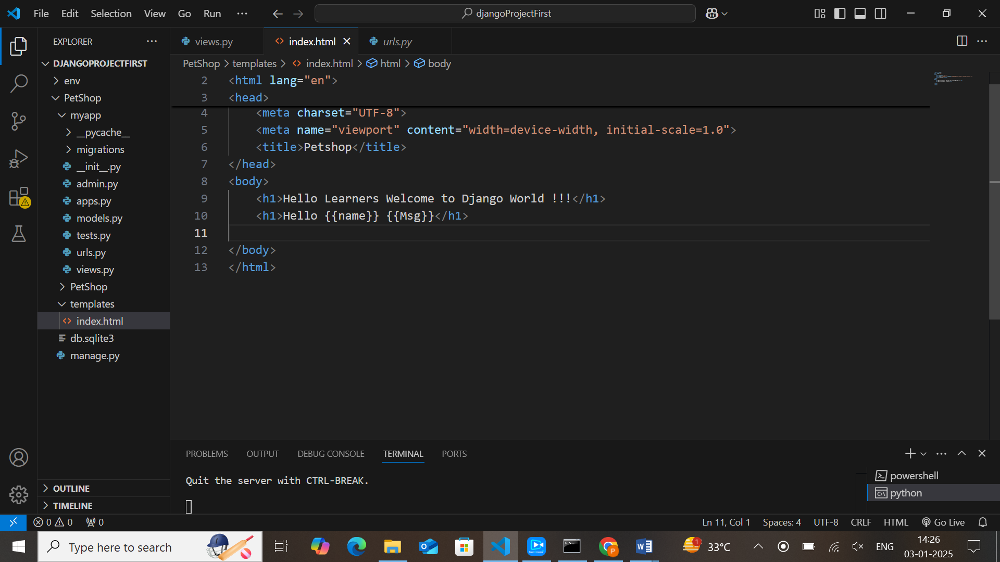 File Edit Selection View Go Run ··· djangoProjectFirst
EXPLORER
DJANGOPROJECTFIRST
env
PetShop
myapp
__pycache__
migrations
__init__.py
admin.py
apps.py
models.py
tests.py
urls.py
views.py
PetShop
templates
index.html
db.sqlite3
manage.py
OUTLINE
TIMELINE
views.py index.html urls.py
PetShop > templates > index.html > html > body
2 <html lang="en">
3 <head>
4 <meta charset="UTF-8">
5 <meta name="viewport" content="width=device-width, initial-scale=1.0">
6 <title>Petshop</title>
7 </head>
8 <body>
9 <h1>Hello Learners Welcome to Django World !!!</h1>
10 <h1>Hello {{name}} {{Msg}}</h1>
11
12 </body>
13 </html>
PROBLEMS OUTPUT DEBUG CONSOLE TERMINAL PORTS
Quit the server with CTRL-BREAK.
powershell
python
0 0 0 Ln 11, Col 1 Spaces: 4 UTF-8 CRLF HTML Go Live
Type here to search 1 33°C ENG 14:26
03-01-2025